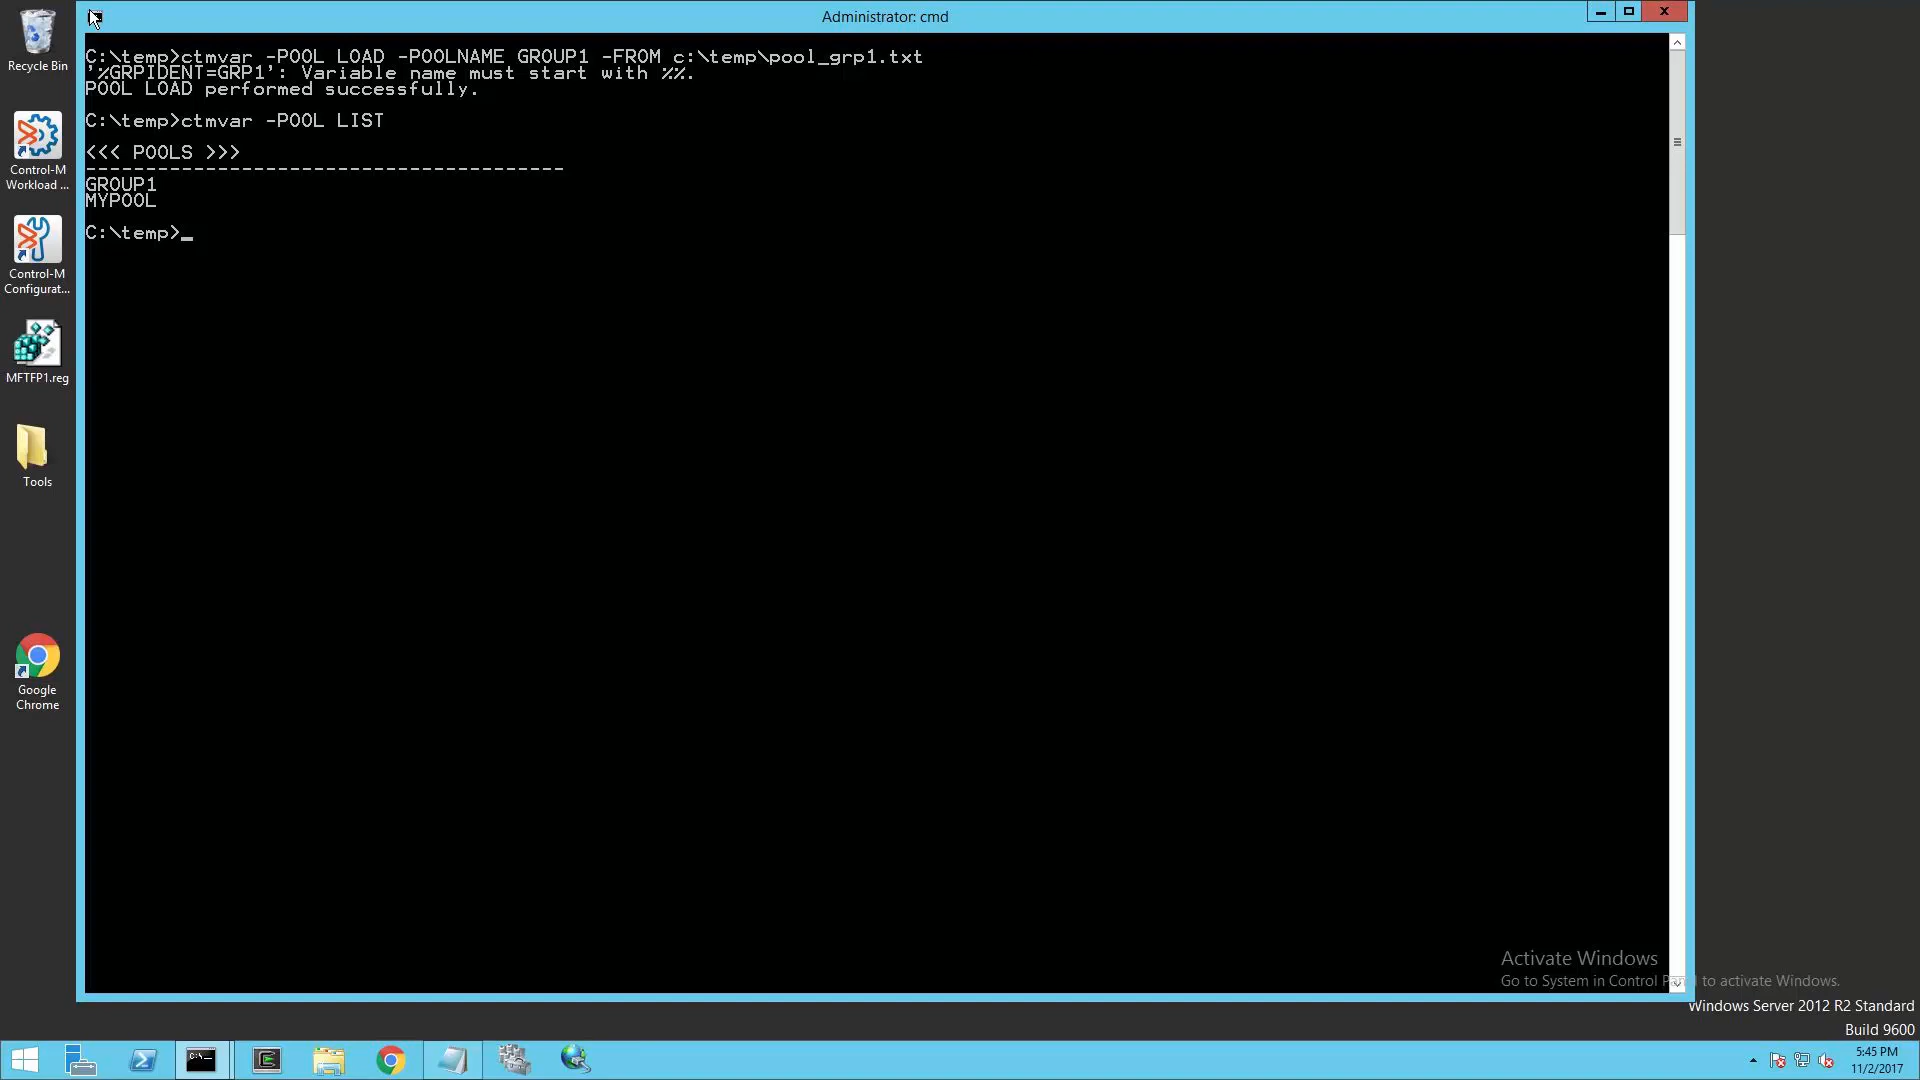 Administrator: cmd
Recycle Bin
Control-M
Workload ...
Control-M
Configurat...
MFTFP1.reg
Tools
Google
Chrome
C:\temp>ctmvar -POOL LOAD -POOLNAME GROUP1 -FROM c:\temp\pool_grp1.txt
'%GRPIDENT=GRP1': Variable name must start with %%.
POOL LOAD performed successfully.
C:\temp>ctmvar -POOL LIST
<<< POOLS >>>
----------------------------------------
GROUP1
MYPOOL
C:\temp>_
Activate Windows
Go to System in Control Panel to activate Windows.
Windows Server 2012 R2 Standard
Build 9600
5:45 PM
11/2/2017